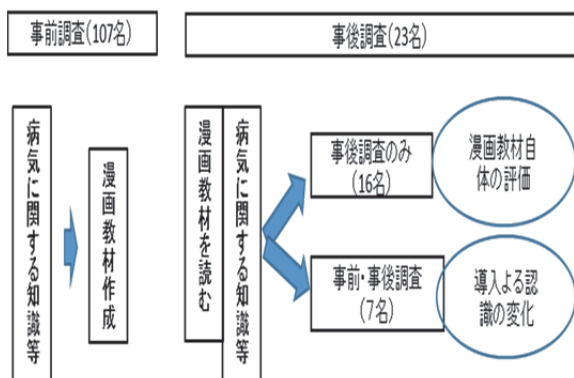 事前調査(107名)
事後調査(23名)
病気に関する知識等
漫画教材作成
漫画教材を読む
病気に関する知識等
事後調査のみ
(16名)
漫画教材自
体の評価
事前・事後調査
(7名)
導入よる認
識の変化